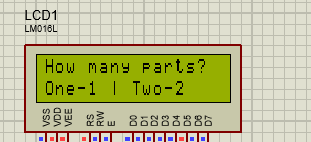 LCD1
LM016L
How many parts?
One-1 | Two-2
VSS
VDD
VEE
RS
RW
E
D0
D1
D2
D3
D4
D5
D6
D7